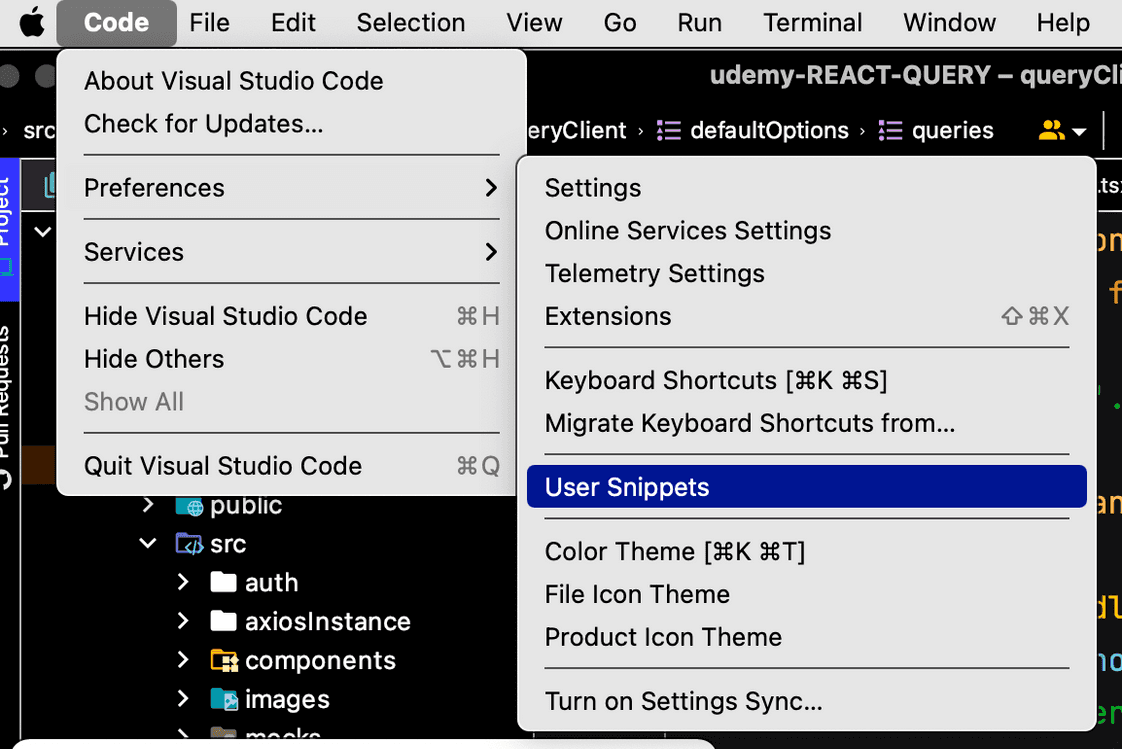 Code File Edit Selection View Go Run Terminal Window Help
udemy-REACT-QUERY – queryCli
src
eryClient › defaultOptions › queries
About Visual Studio Code
Check for Updates...
Preferences
Services
Hide Visual Studio Code ⌘H
Hide Others ⌥⌘H
Show All
Quit Visual Studio Code ⌘Q
Settings
Online Services Settings
Telemetry Settings
Extensions ⇧⌘X
Keyboard Shortcuts [⌘K ⌘S]
Migrate Keyboard Shortcuts from...
User Snippets
Color Theme [⌘K ⌘T]
File Icon Theme
Product Icon Theme
Turn on Settings Sync...
Project
Pull Requests
public
src
auth
axiosInstance
components
images
mocks
.tsx